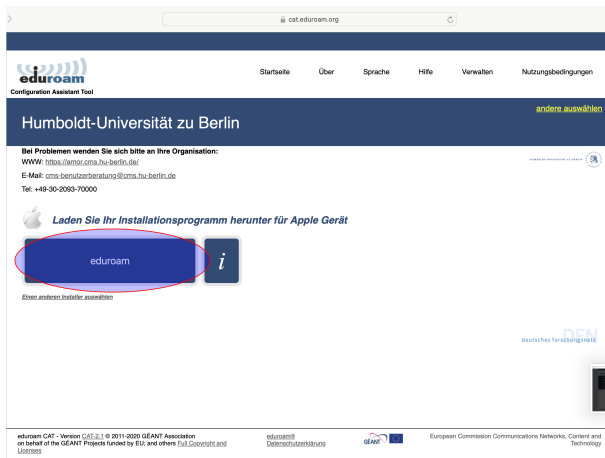 cat.eduroam.org
eduroam
Configuration Assistant Tool
Startseite Über Sprache Hilfe Verwalten Nutzungsbedingungen
andere auswählen
Humboldt-Universität zu Berlin
Bei Problemen wenden Sie sich bitte an Ihre Organisation:
WWW: https://amor.cms.hu-berlin.de/
E-Mail: cms-benutzerberatung@cms.hu-berlin.de
Tel: +49-30-2093-70000
HUMBOLDT-UNIVERSITÄT ZU BERLIN
Laden Sie Ihr Installationsprogramm herunter für Apple Gerät
eduroam i
Einen anderen Installer auswählen
deutsches forschungsnetz
eduroam CAT - Version CAT-2.1 © 2011-2020 GÉANT Association
on behalf of the GÉANT Projects funded by EU; and others Full Copyright and
Licenses
eduroam®
Datenschutzerklärung
GÉANT
European Commission Communications Networks, Content and
Technology